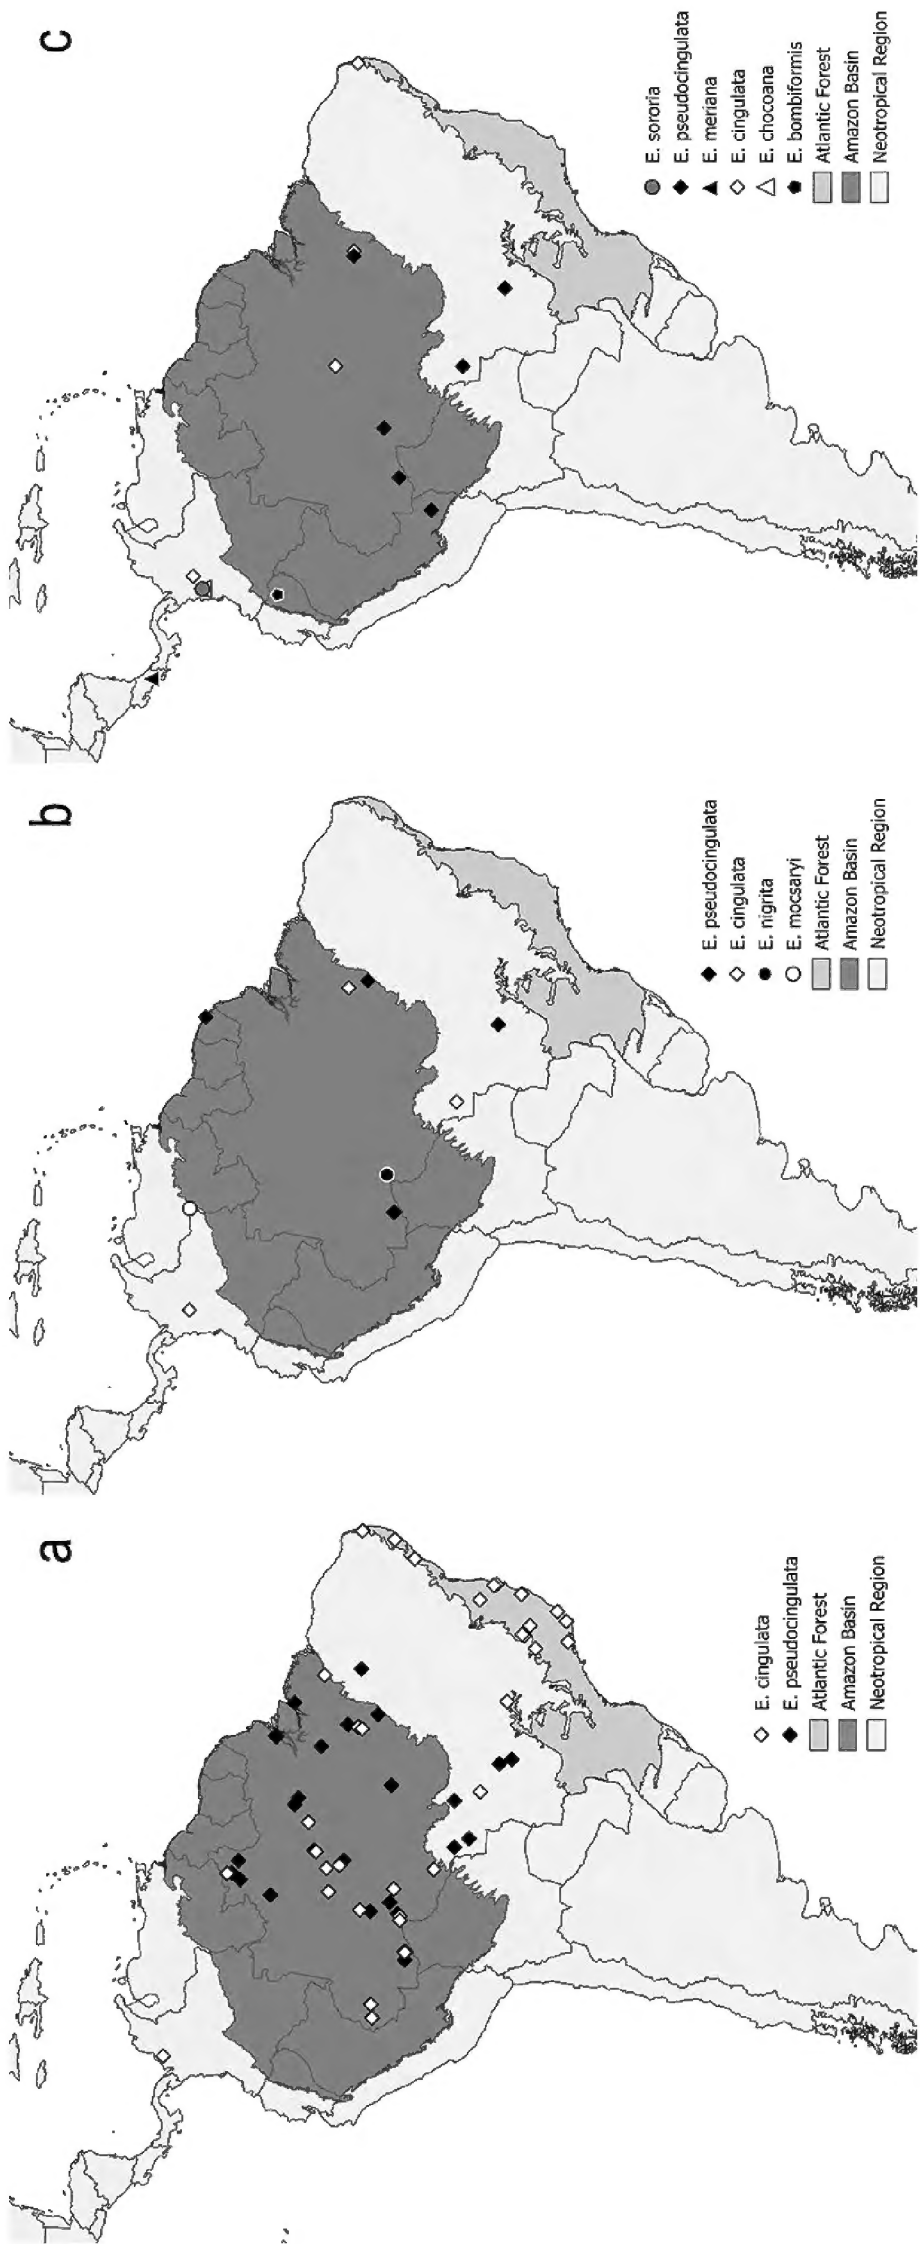 a
E. cingulata
E. pseudocingulata
Atlantic Forest
Amazon Basin
Neotropical Region
b
E. pseudocingulata
E. cingulata
E. nigrita
E. mocsaryi
Atlantic Forest
Amazon Basin
Neotropical Region
c
E. sororia
E. pseudocingulata
E. meriana
E. cingulata
E. chocoana
E. bombiformis
Atlantic Forest
Amazon Basin
Neotropical Region